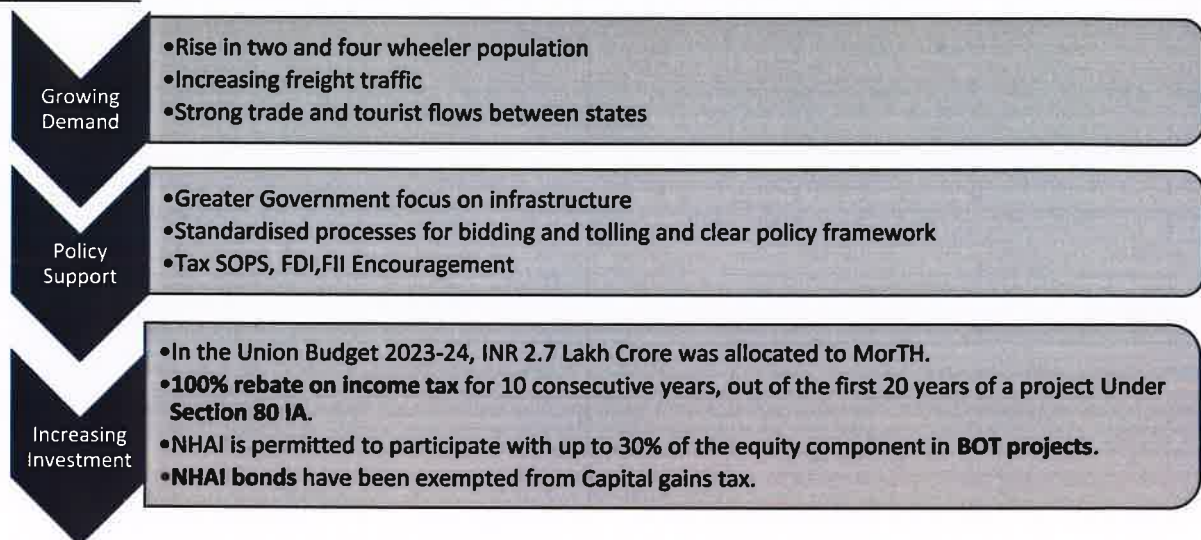 Growing
Demand
•Rise in two and four wheeler population
•Increasing freight traffic
•Strong trade and tourist flows between states
Policy
Support
•Greater Government focus on infrastructure
•Standardised processes for bidding and tolling and clear policy framework
•Tax SOPS, FDI,FII Encouragement
Increasing
Investment
•In the Union Budget 2023-24, INR 2.7 Lakh Crore was allocated to MorTH.
•100% rebate on income tax for 10 consecutive years, out of the first 20 years of a project Under
Section 80 IA.
•NHAI is permitted to participate with up to 30% of the equity component in BOT projects.
•NHAI bonds have been exempted from Capital gains tax.